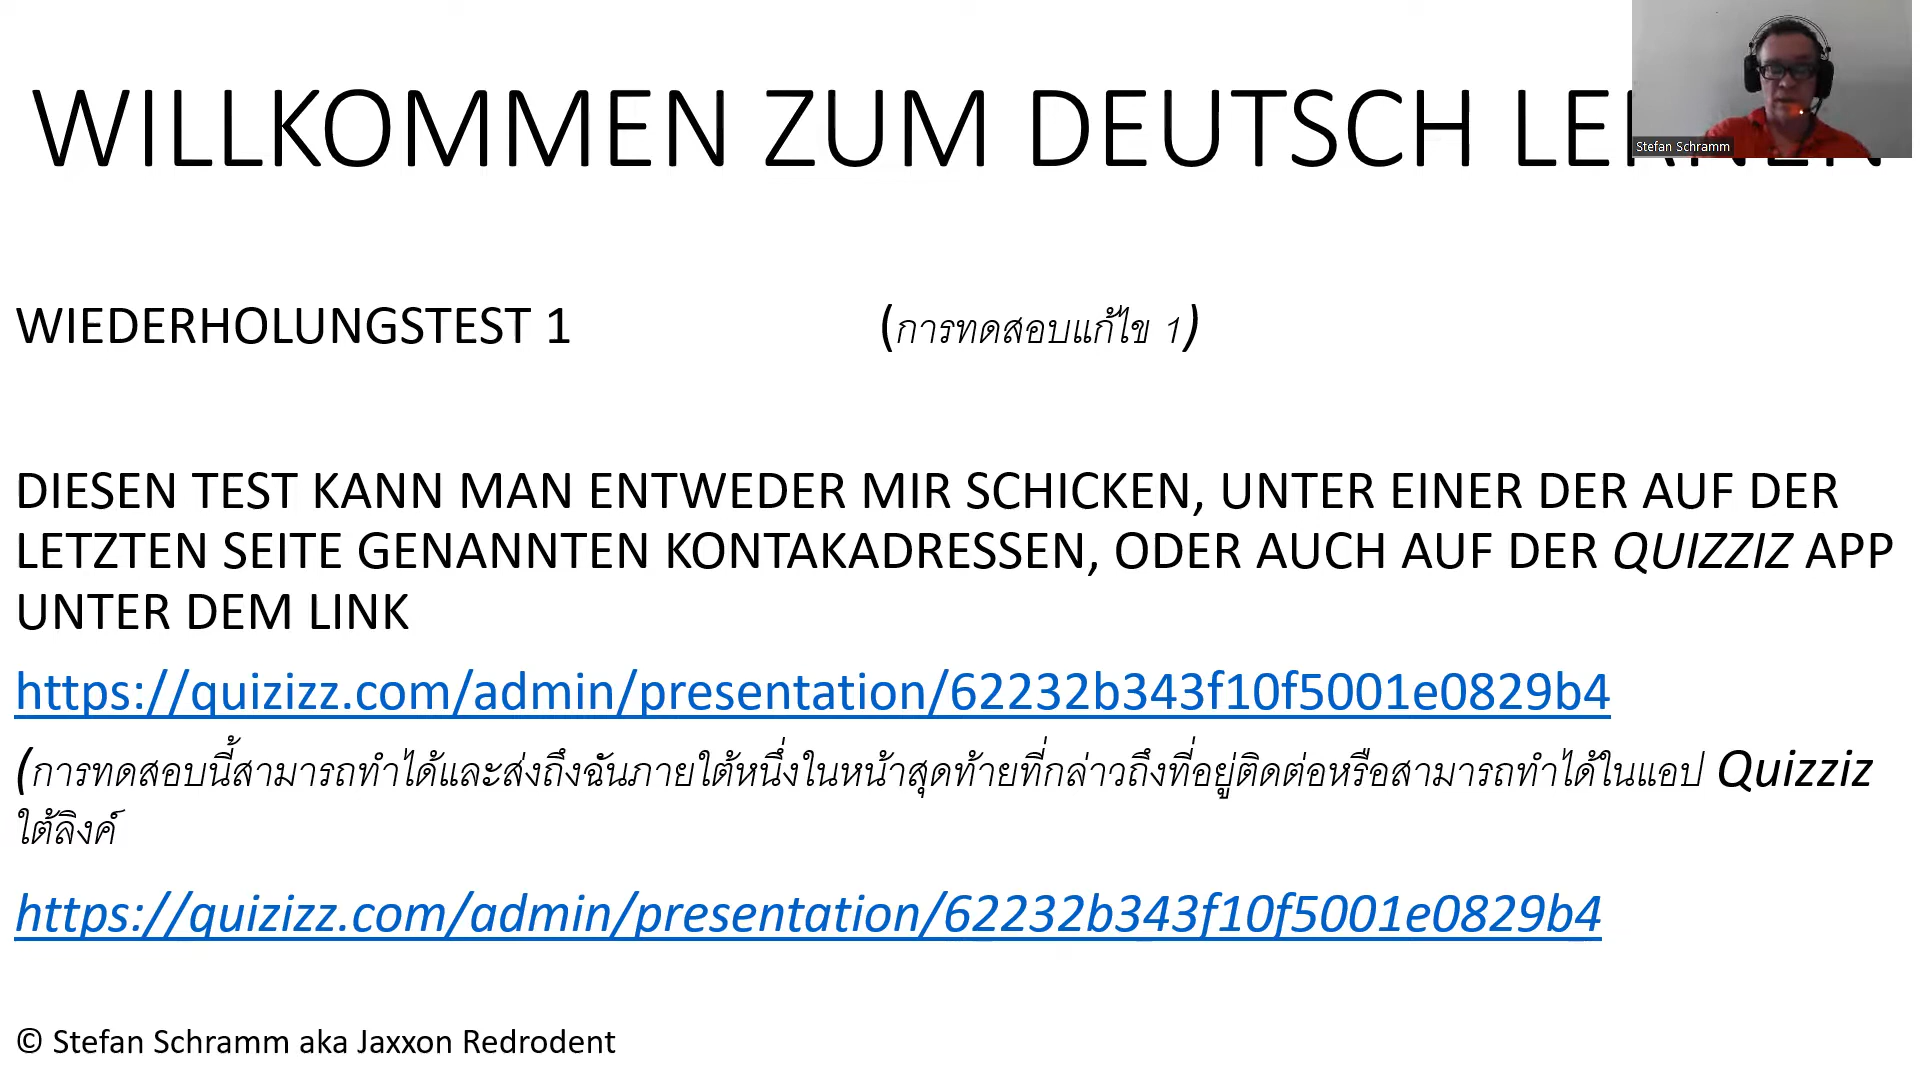 WILLKOMMEN ZUM DEUTSCH LERNEN
Stefan Schramm
WIEDERHOLUNGSTEST 1 (การทดสอบแก้ไข 1)
DIESEN TEST KANN MAN ENTWEDER MIR SCHICKEN, UNTER EINER DER AUF DER
LETZTEN SEITE GENANNTEN KONTAKADRESSEN, ODER AUCH AUF DER QUIZZIZ APP
UNTER DEM LINK
https://quizizz.com/admin/presentation/62232b343f10f5001e0829b4
(การทดสอบนี้สามารถทำได้และส่งถึงฉันภายใต้หนึ่งในหน้าสุดท้ายที่กล่าวถึงที่อยู่ติดต่อหรือสามารถทำได้ในแอป Quizziz
ใต้ลิงค์
https://quizizz.com/admin/presentation/62232b343f10f5001e0829b4
© Stefan Schramm aka Jaxxon Redrodent